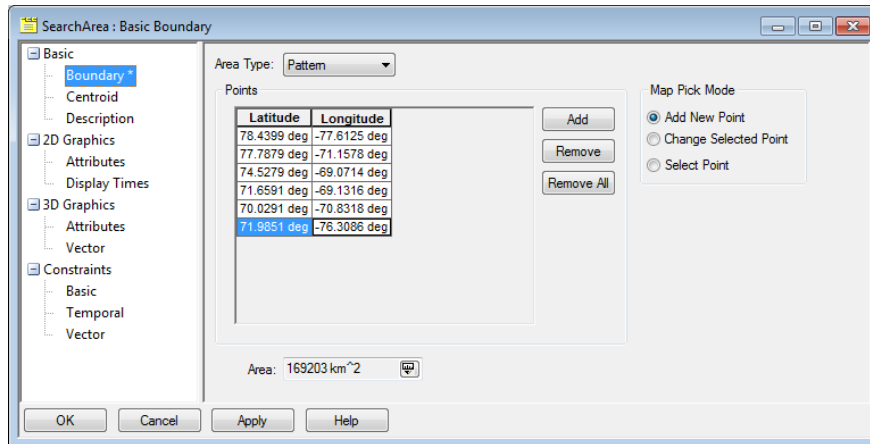 SearchArea : Basic Boundary
Basic
Boundary *
Centroid
Description
2D Graphics
Attributes
Display Times
3D Graphics
Attributes
Vector
Constraints
Basic
Temporal
Vector
Area Type: Pattern
Points
Latitude Longitude
78.4399 deg -77.6125 deg
77.7879 deg -71.1578 deg
74.5279 deg -69.0714 deg
71.6591 deg -69.1316 deg
70.0291 deg -70.8318 deg
71.9851 deg -76.3086 deg
Add
Remove
Remove All
Map Pick Mode
Add New Point
Change Selected Point
Select Point
Area: 169203 km^2
OK Cancel Apply Help